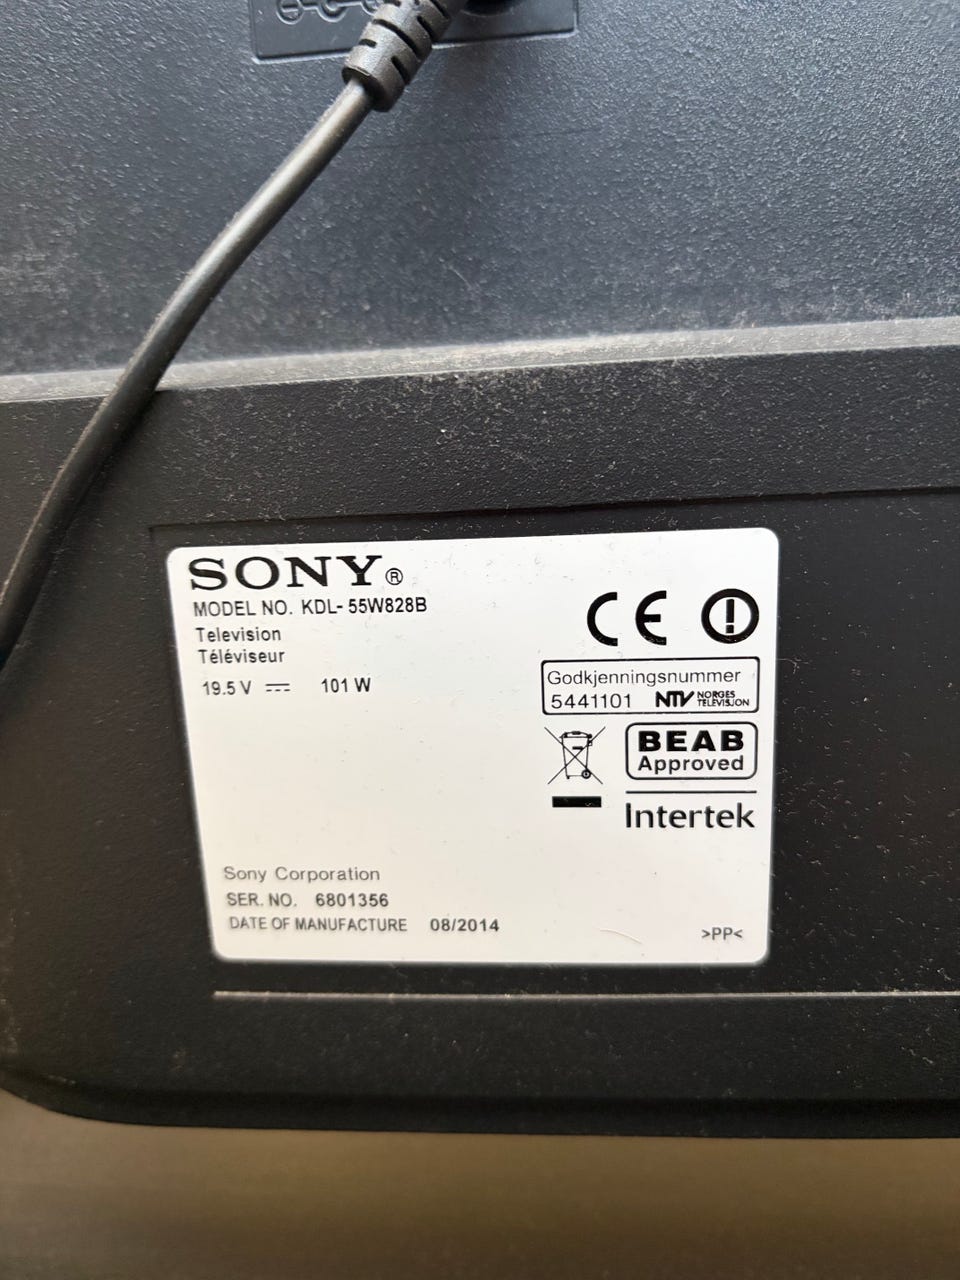 SONY®
MODEL NO. KDL-55W828B
Television
Téléviseur
19.5 V 101 W
CE
Godkjenningsnummer
5441101 NTV NORGES TELEVISJON
BEAB
Approved
Intertek
Sony Corporation
SER. NO. 6801356
DATE OF MANUFACTURE 08/2014
>PP<